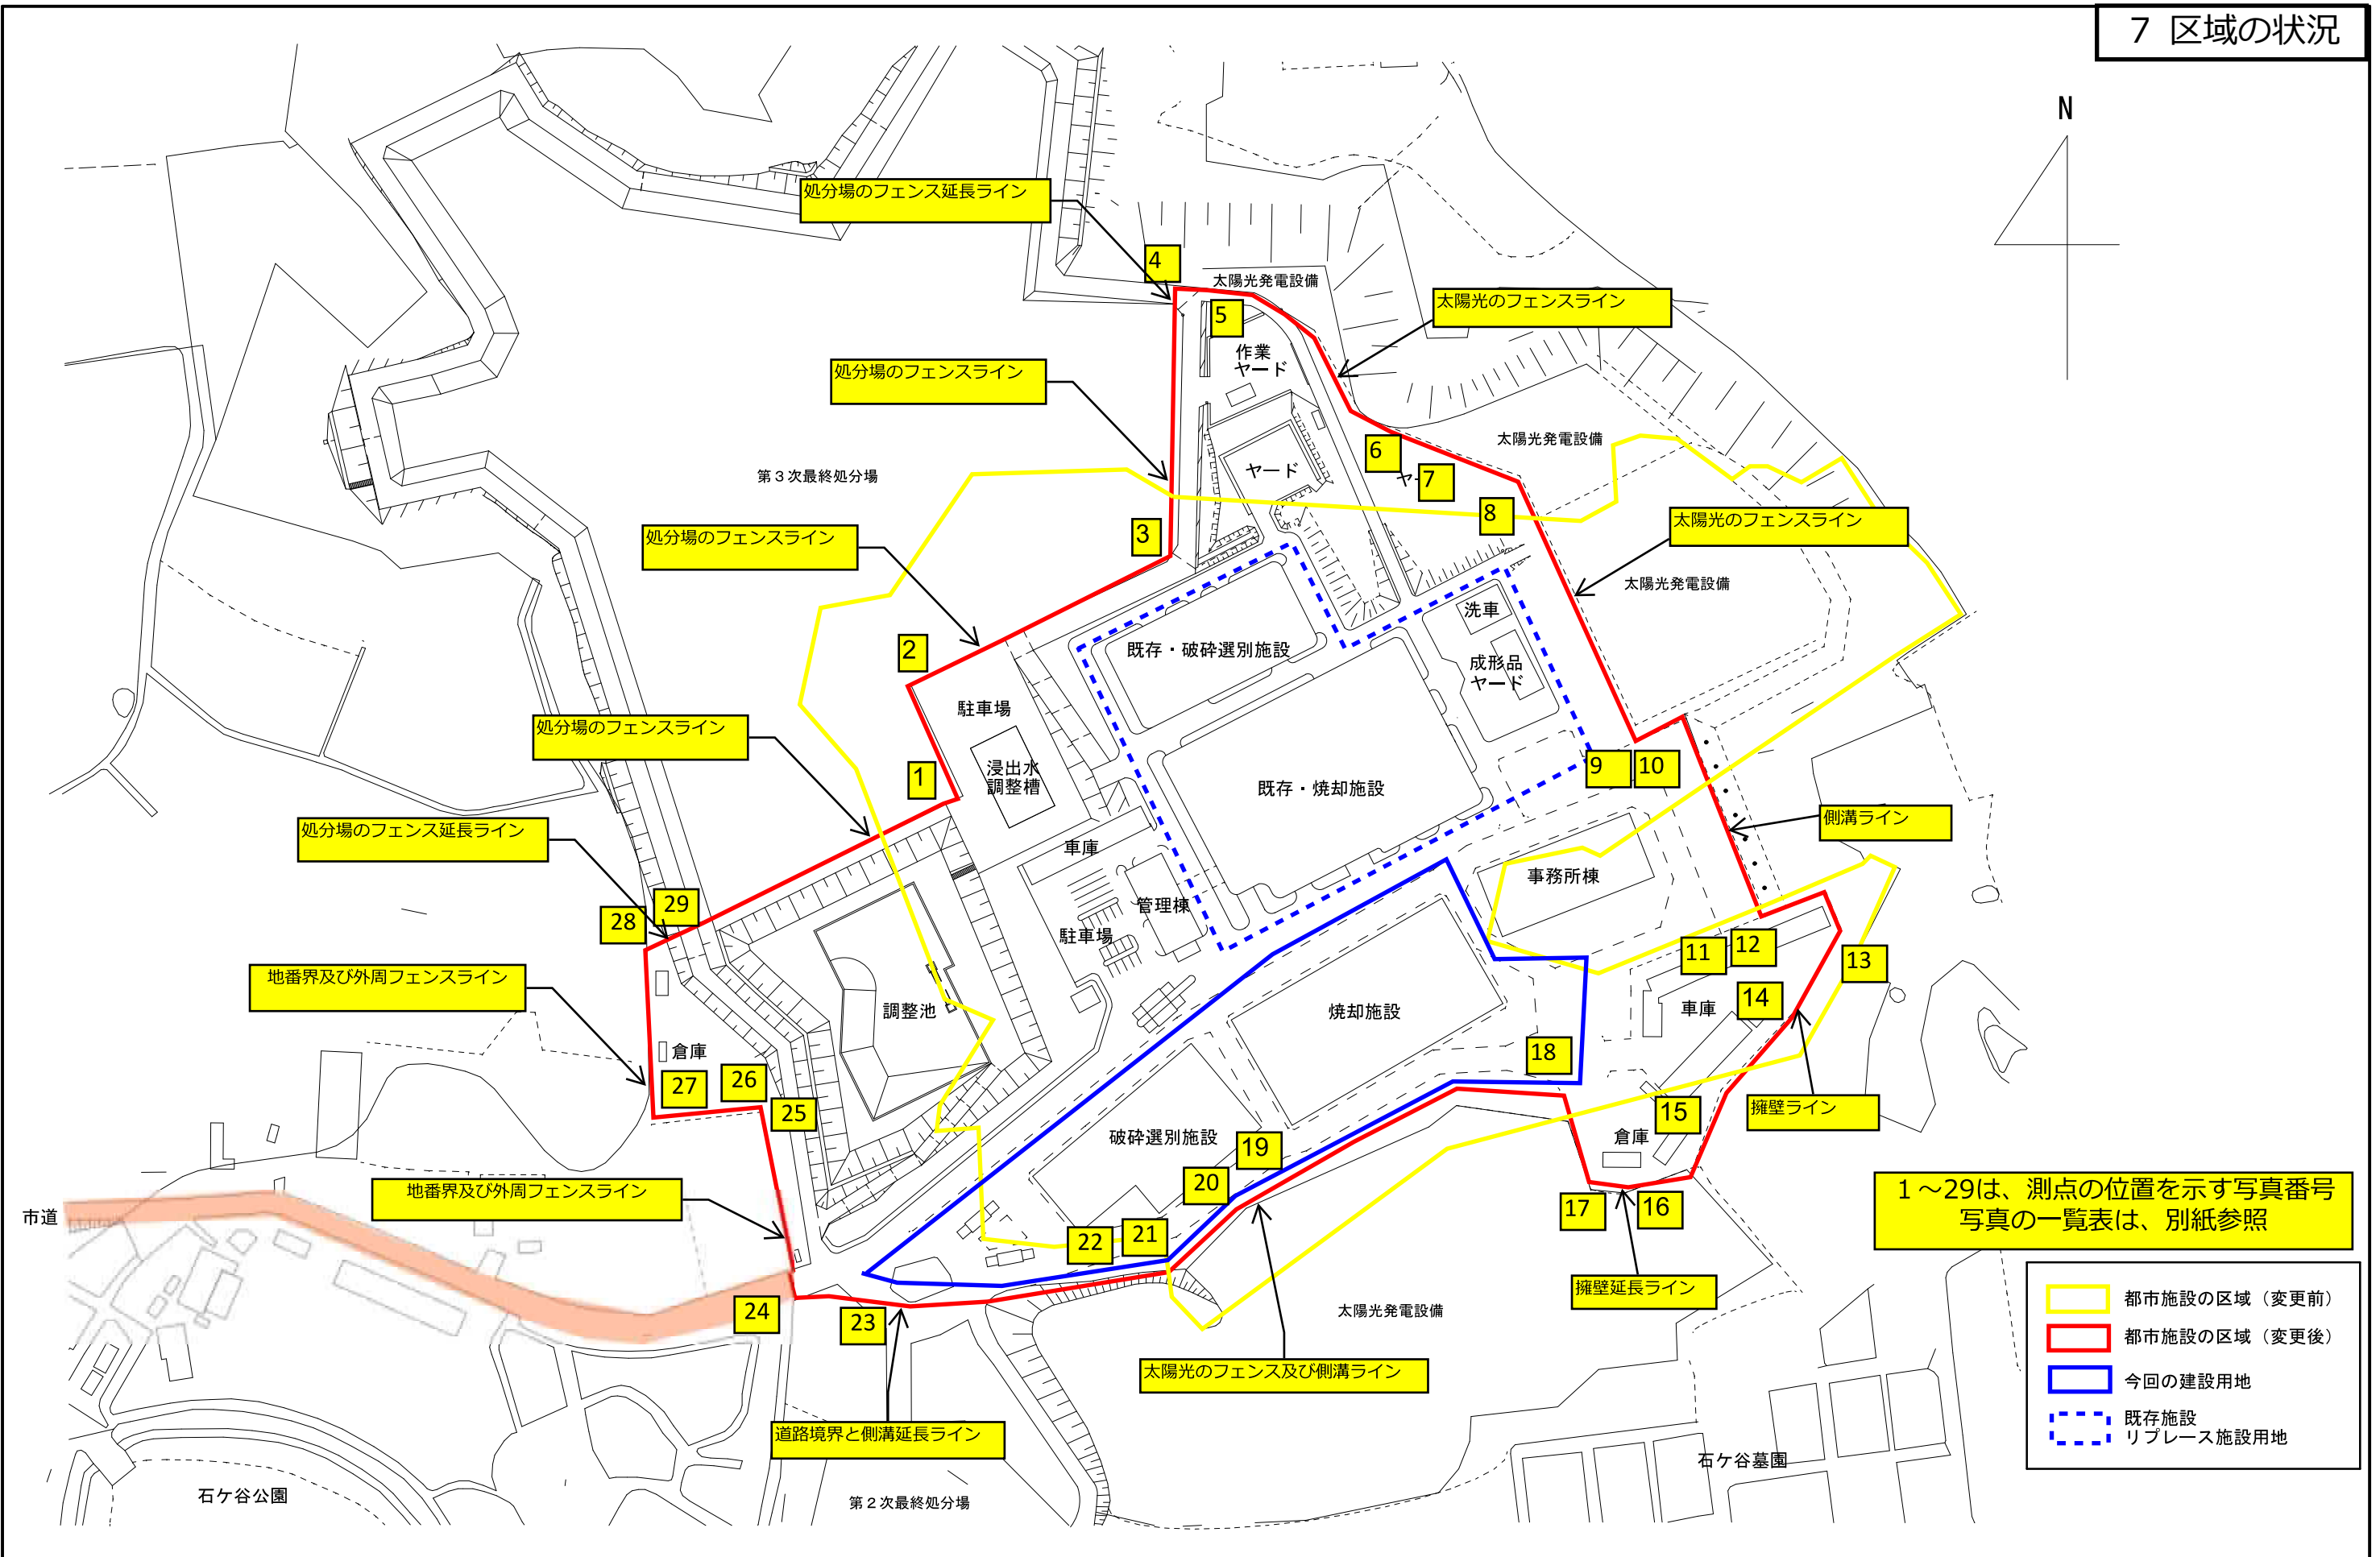 7 区域の状況
N
処分場のフェンス延長ライン
4
太陽光発電設備
太陽光のフェンスライン
5
作業
ヤード
処分場のフェンスライン
太陽光発電設備
6
第３次最終処分場
ヤード
ヤ
7
8
太陽光のフェンスライン
3
処分場のフェンスライン
太陽光発電設備
洗車
2
既存・破砕選別施設
成形品
ヤード
駐車場
処分場のフェンスライン
1
浸出水
調整槽
9
10
既存・焼却施設
側溝ライン
処分場のフェンス延長ライン
車庫
事務所棟
29
28
管理棟
駐車場
11
12
13
地番界及び外周フェンスライン
調整池
焼却施設
車庫
14
倉庫
18
27
26
25
15
擁壁ライン
破砕選別施設
19
倉庫
20
地番界及び外周フェンスライン
17
16
市道
22
21
1～29は、測点の位置を示す写真番号
写真の一覧表は、別紙参照
擁壁延長ライン
24
23
太陽光発電設備
都市施設の区域（変更前）
都市施設の区域（変更後）
今回の建設用地
既存施設
リプレース施設用地
太陽光のフェンス及び側溝ライン
道路境界と側溝延長ライン
石ケ谷墓園
石ケ谷公園
第２次最終処分場